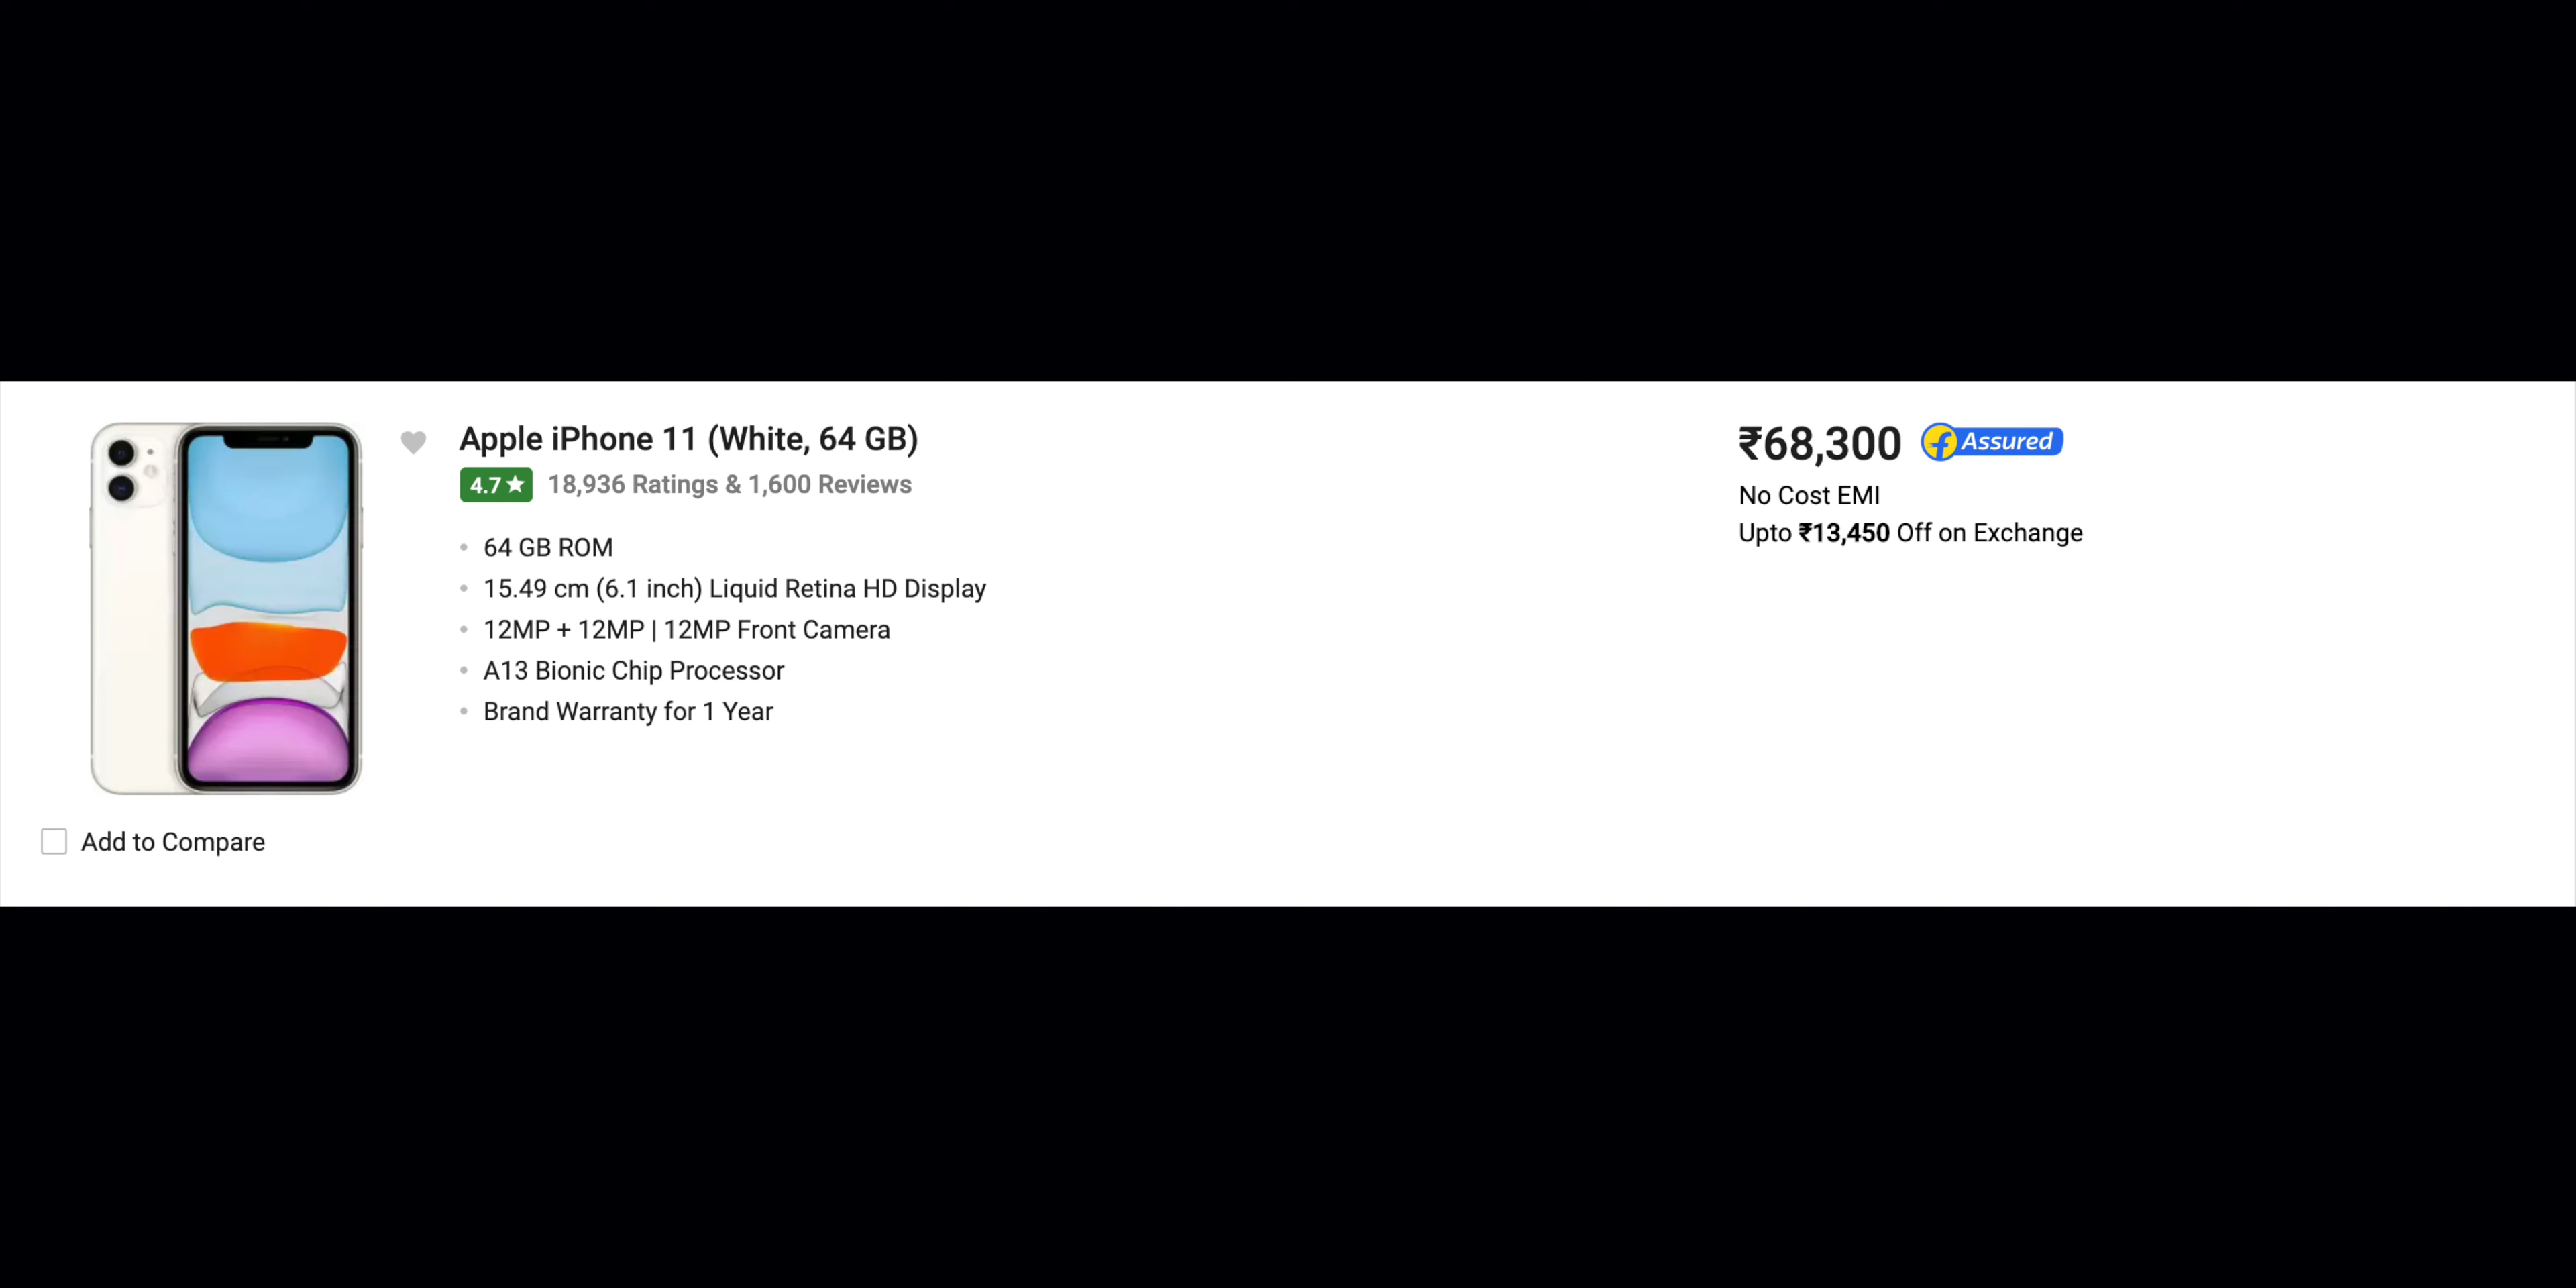 Apple iPhone 11 (White, 64 GB)
4.7★ 18,936 Ratings & 1,600 Reviews
• 64 GB ROM
• 15.49 cm (6.1 inch) Liquid Retina HD Display
• 12MP + 12MP | 12MP Front Camera
• A13 Bionic Chip Processor
• Brand Warranty for 1 Year
Add to Compare
₹68,300 Assured
No Cost EMI
Upto ₹13,450 Off on Exchange